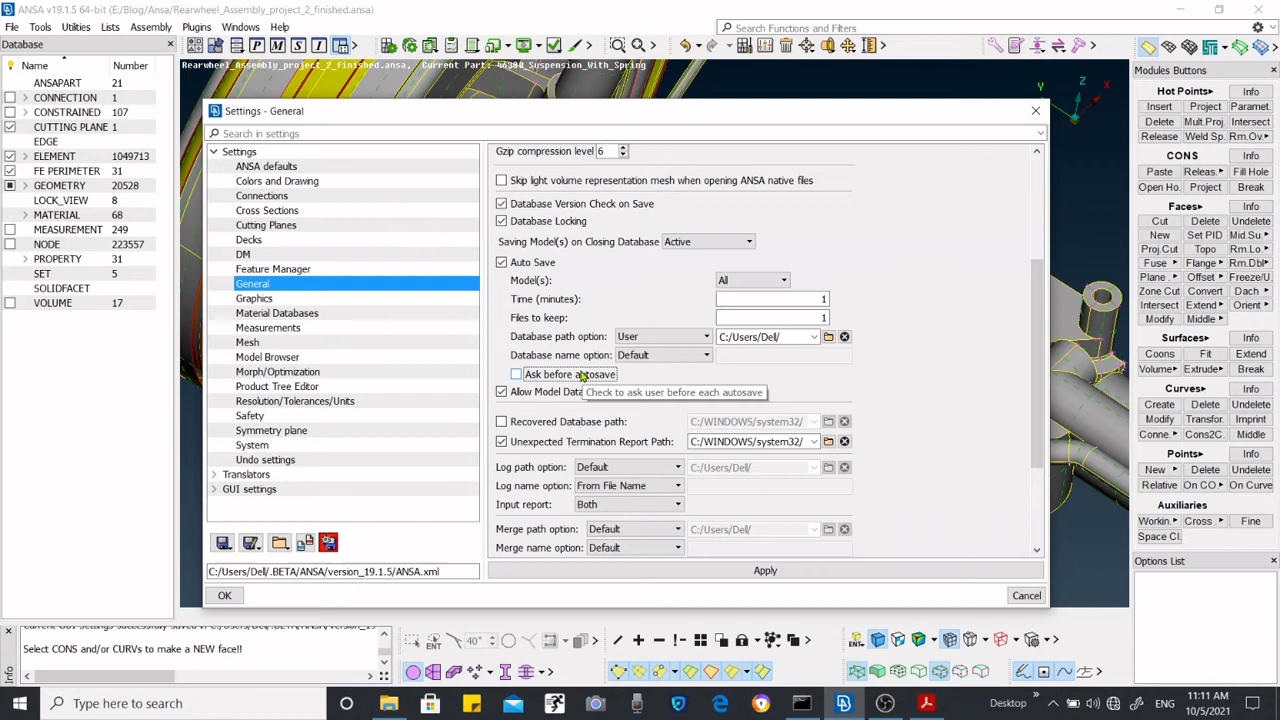 ANSA v19.1.5 64-bit (E:/Blog/Ansa/Rearwheel_Assembly_project_2_finished.ansa)
File Tools Utilities Lists Assembly Plugins Windows Help
Search Functions and Filters
Database
Name Number
ANSAPART 21
CONNECTION 1
CONSTRAINED 107
CUTTING PLANE 1
EDGE
ELEMENT 1049713
FE PERIMETER 31
GEOMETRY 20528
LOCK_VIEW 8
MATERIAL 68
MEASUREMENT 249
NODE 223557
PROPERTY 31
SET 5
SOLIDFACET
VOLUME 17
Rearwheel_Assembly_project_2_finished.ansa, Current Part: 46300_Suspension_With_Spring
Y Z X
Settings - General
Search in settings
Settings
ANSA defaults
Colors and Drawing
Connections
Cross Sections
Cutting Planes
Decks
DM
Feature Manager
General
Graphics
Material Databases
Measurements
Mesh
Model Browser
Morph/Optimization
Product Tree Editor
Resolution/Tolerances/Units
Safety
Symmetry plane
System
Undo settings
Translators
GUI settings
C:/Users/Dell/.BETA/ANSA/version_19.1.5/ANSA.xml
OK
Gzip compression level 6
Skip light volume representation mesh when opening ANSA native files
Database Version Check on Save
Database Locking
Saving Model(s) on Closing Database Active
Auto Save
Model(s): All
Time (minutes): 1
Files to keep: 1
Database path option: User C:/Users/Dell/
Database name option: Default
Ask before autosave
Allow Model Data
Check to ask user before each autosave
Recovered Database path: C:/WINDOWS/system32/
Unexpected Termination Report Path: C:/WINDOWS/system32/
Log path option: Default C:/Users/Dell/
Log name option: From File Name
Input report: Both
Merge path option: Default C:/Users/Dell/
Merge name option: Default
Apply
Cancel
Modules Buttons
Hot Points▸ Info
Insert Project Paramet.
Delete Mult.Proj Intersect
Release Weld Sp. Rm.Ov..
CONS Info
Paste Releas. Fill Hole
Open Ho. Project Break
Faces▸ Info
Cut Delete Undelete
New Set PID Mid.Su.
Proj.Cut Topo Rm.Lo.
Fuse Flange Rm.Dbl
Plane Offset Freeze/U.
Zone Cut Convert Dach
Intersect Extend Orient
Modify Middle
Surfaces▸ Info
Coons Fit Extend
Volume Extrude Break
Curves▸ Info
Insert Delete Undelete
Modify Transfor. Project
Conne. Cons2C. Middle
Points▸ Info
New Delete Undelete
Relative On CO On Curve
Auxiliaries
Workin. Cross Fine
Space Cl.
Options List
Info
Select CONS and/or CURVs to make a NEW face!!
ENT 40° ENT
Type here to search
Desktop
ENG
11:11 AM
10/5/2021